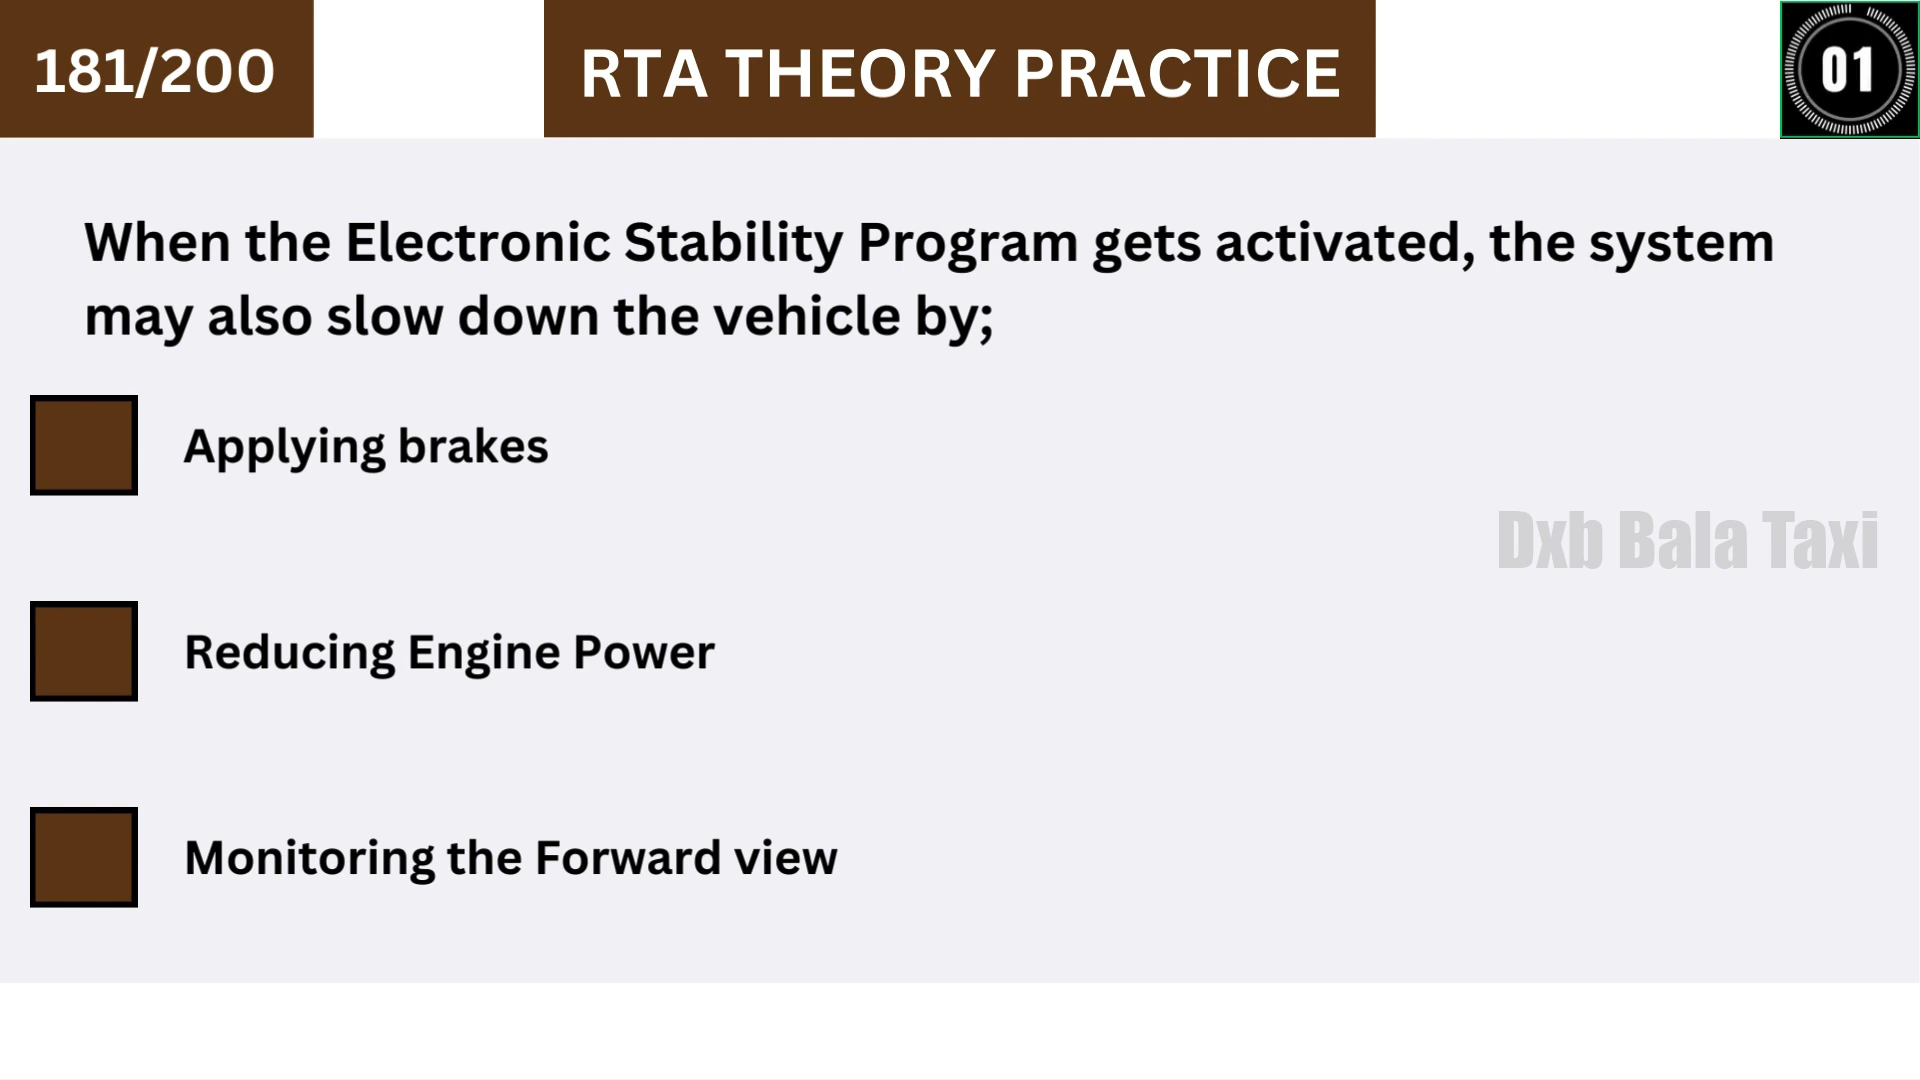 181/200
RTA THEORY PRACTICE
01
When the Electronic Stability Program gets activated, the system
may also slow down the vehicle by;
Applying brakes
Dxb Bala Taxi
Reducing Engine Power
Monitoring the Forward view